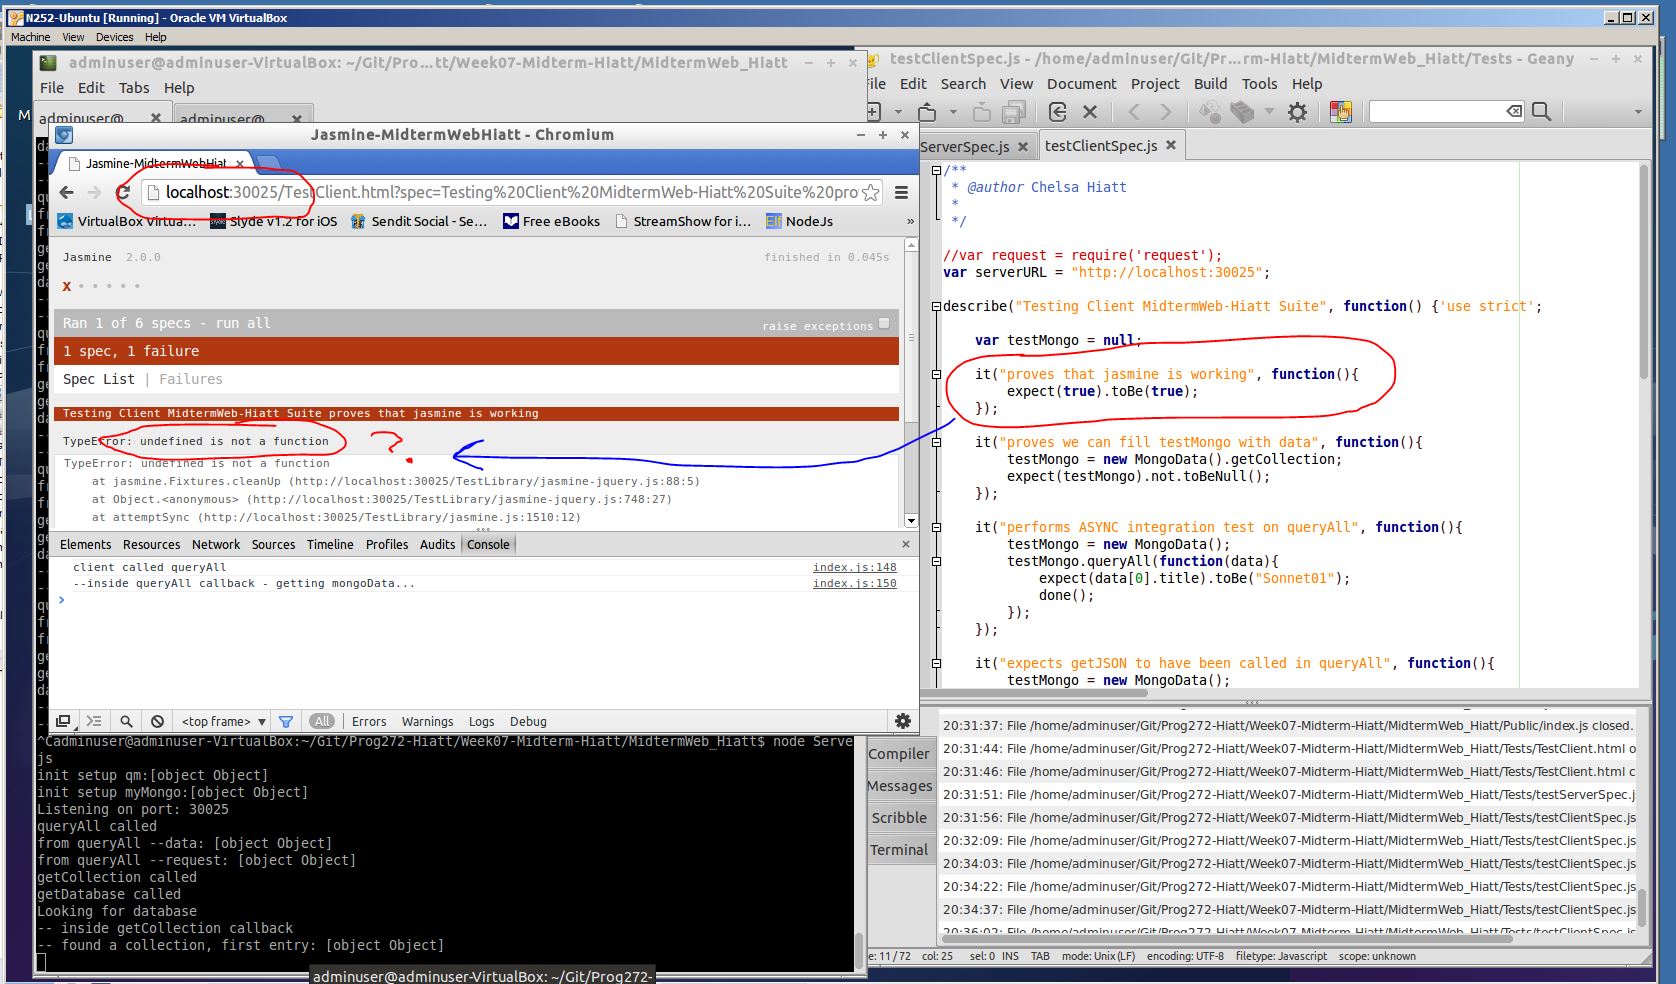 N252-Ubuntu [Running] - Oracle VM VirtualBox
Machine View Devices Help
adminuser@adminuser-VirtualBox: ~/Git/Pro...tt/Week07-Midterm-Hiatt/MidtermWeb_Hiatt
File Edit Tabs Help
adminuser@ adminuser@
Jasmine-MidtermWebHiatt - Chromium
Jasmine-MidtermWebHiat
localhost:30025/TestClient.html?spec=Testing%20Client%20MidtermWeb-Hiatt%20Suite%20pro
VirtualBox Virtua... Slyde v1.2 for iOS Sendit Social - Se... Free eBooks StreamShow for i... NodeJs »
Jasmine 2.0.0 finished in 0.045s
x • • • • •
Ran 1 of 6 specs - run all raise exceptions
1 spec, 1 failure
Spec List | Failures
Testing Client MidtermWeb-Hiatt Suite proves that jasmine is working
TypeError: undefined is not a function ?
TypeError: undefined is not a function
at jasmine.Fixtures.cleanUp (http://localhost:30025/TestLibrary/jasmine-jquery.js:88:5)
at Object.<anonymous> (http://localhost:30025/TestLibrary/jasmine-jquery.js:748:27)
at attemptSync (http://localhost:30025/TestLibrary/jasmine.js:1510:12)
Elements Resources Network Sources Timeline Profiles Audits Console
client called queryAll index.js:148
--inside queryAll callback - getting mongoData... index.js:150
>
<top frame> All Errors Warnings Logs Debug
^Cadminuser@adminuser-VirtualBox:~/Git/Prog272-Hiatt/Week07-Midterm-Hiatt/MidtermWeb_Hiatt$ node Serve
js
init setup qm:[object Object]
init setup myMongo:[object Object]
Listening on port: 30025
queryAll called
from queryAll --data: [object Object]
from queryAll --request: [object Object]
getCollection called
getDatabase called
Looking for database
-- inside getCollection callback
-- found a collection, first entry: [object Object]
adminuser@adminuser-VirtualBox: ~/Git/Prog272-
testClientSpec.js - /home/adminuser/Git/Pr...rm-Hiatt/MidtermWeb_Hiatt/Tests - Geany
File Edit Search View Document Project Build Tools Help
ServerSpec.js testClientSpec.js
/**
* @author Chelsa Hiatt
*
*/
//var request = require('request');
var serverURL = "http://localhost:30025";
describe("Testing Client MidtermWeb-Hiatt Suite", function() {'use strict';
var testMongo = null;
it("proves that jasmine is working", function(){
expect(true).toBe(true);
});
it("proves we can fill testMongo with data", function(){
testMongo = new MongoData().getCollection;
expect(testMongo).not.toBeNull();
});
it("performs ASYNC integration test on queryAll", function(){
testMongo = new MongoData();
testMongo.queryAll(function(data){
expect(data[0].title).toBe("Sonnet01");
done();
});
});
it("expects getJSON to have been called in queryAll", function(){
testMongo = new MongoData();
Compiler
Messages
Scribble
Terminal
20:31:37: File /home/adminuser/Git/Prog272-Hiatt/Week07-Midterm-Hiatt/MidtermWeb_Hiatt/Public/index.js closed.
20:31:44: File /home/adminuser/Git/Prog272-Hiatt/Week07-Midterm-Hiatt/MidtermWeb_Hiatt/Tests/TestClient.html o
20:31:46: File /home/adminuser/Git/Prog272-Hiatt/Week07-Midterm-Hiatt/MidtermWeb_Hiatt/Tests/TestClient.html c
20:31:51: File /home/adminuser/Git/Prog272-Hiatt/Week07-Midterm-Hiatt/MidtermWeb_Hiatt/Tests/testServerSpec.j
20:31:56: File /home/adminuser/Git/Prog272-Hiatt/Week07-Midterm-Hiatt/MidtermWeb_Hiatt/Tests/testClientSpec.js
20:32:09: File /home/adminuser/Git/Prog272-Hiatt/Week07-Midterm-Hiatt/MidtermWeb_Hiatt/Tests/testClientSpec.js
20:34:03: File /home/adminuser/Git/Prog272-Hiatt/Week07-Midterm-Hiatt/MidtermWeb_Hiatt/Tests/testClientSpec.js
20:34:22: File /home/adminuser/Git/Prog272-Hiatt/Week07-Midterm-Hiatt/MidtermWeb_Hiatt/Tests/testClientSpec.js
20:34:37: File /home/adminuser/Git/Prog272-Hiatt/Week07-Midterm-Hiatt/MidtermWeb_Hiatt/Tests/testClientSpec.js
20:36:02: File /home/adminuser/Git/Prog272-Hiatt/Week07-Midterm-Hiatt/MidtermWeb_Hiatt/Tests/testClientSpec.js
e: 11 / 72 col: 25 sel: 0 INS TAB mode: Unix (LF) encoding: UTF-8 filetype: Javascript scope: unknown